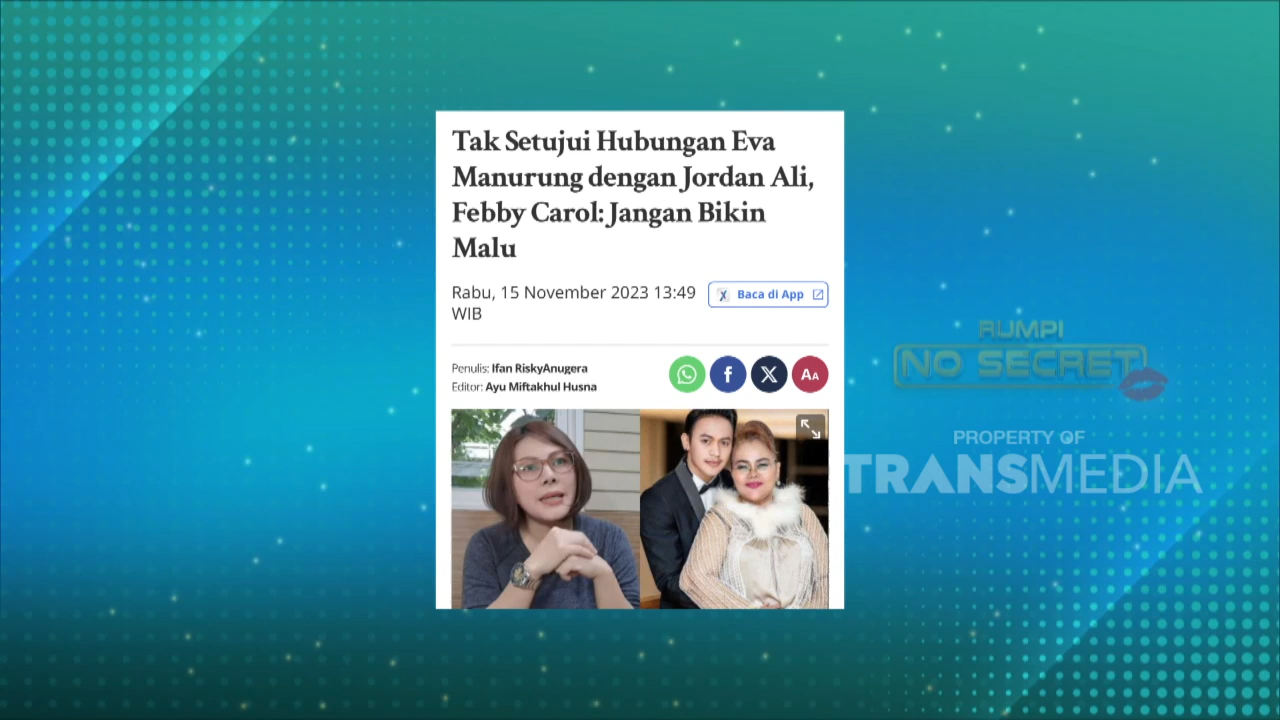 Tak Setujui Hubungan Eva
Manurung dengan Jordan Ali,
Febby Carol: Jangan Bikin
Malu
Rabu, 15 November 2023 13:49
WIB
Baca di App
Penulis: Ifan RiskyAnugera
Editor: Ayu Miftakhul Husna
AA
RUMPI
NO SECRET
PROPERTY OF
TRANSMEDIA